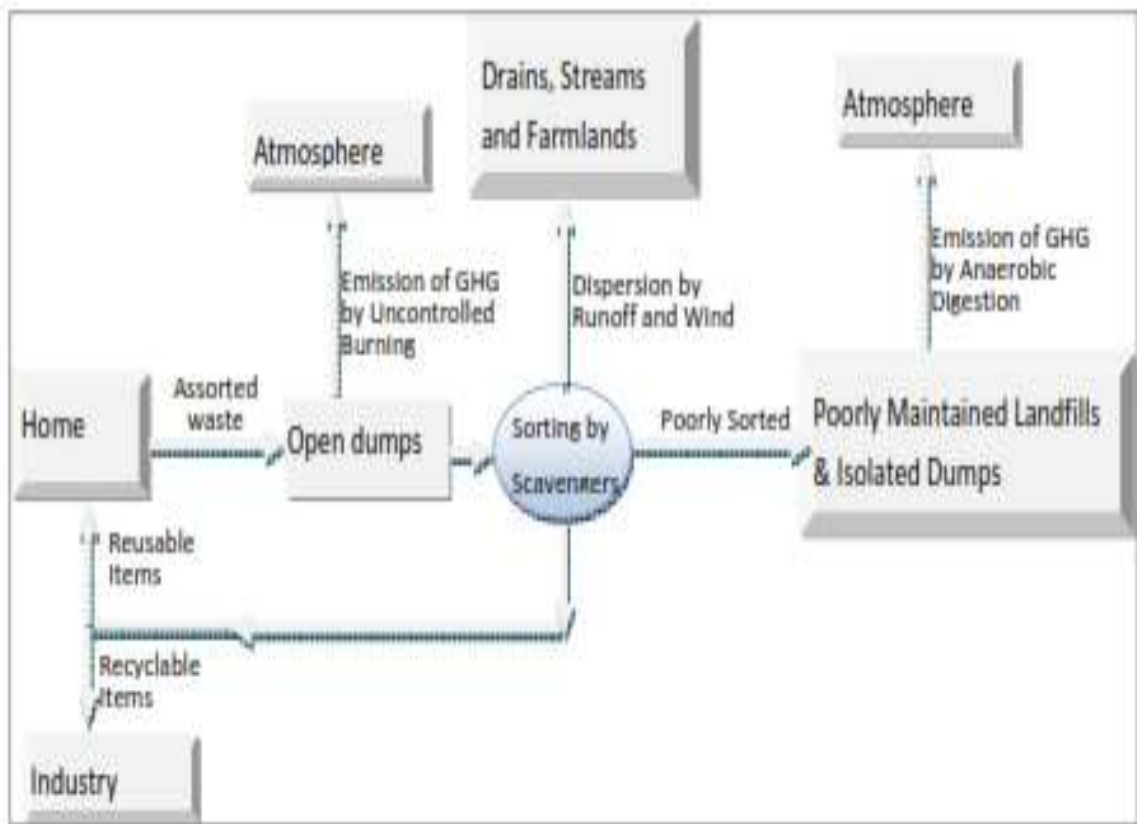 Drains, Streams
and Farmlands
Atmosphere
Atmosphere
Emission of GHG
by Uncontrolled
Burning
Dispersion by
Runoff and Wind
Emission of GHG
by Anaerobic
Digestion
Home
Assorted
waste
Open dumps
Sorting by
Scavengers
Poorly Sorted
Poorly Maintained Landfills
& Isolated Dumps
Reusable
Items
Recyclable
Items
Industry